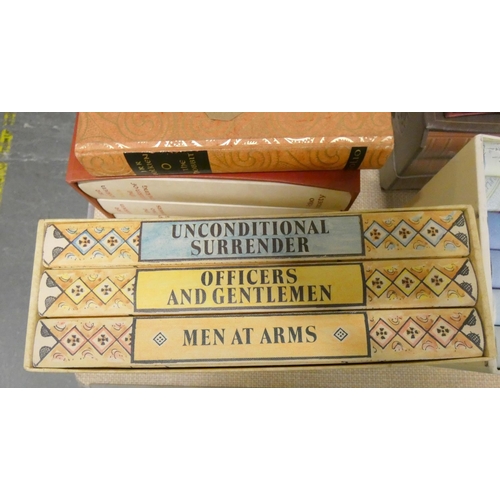 UNCONDITIONAL
SURRENDER
OFFICERS
AND GENTLEMEN
MEN AT ARMS